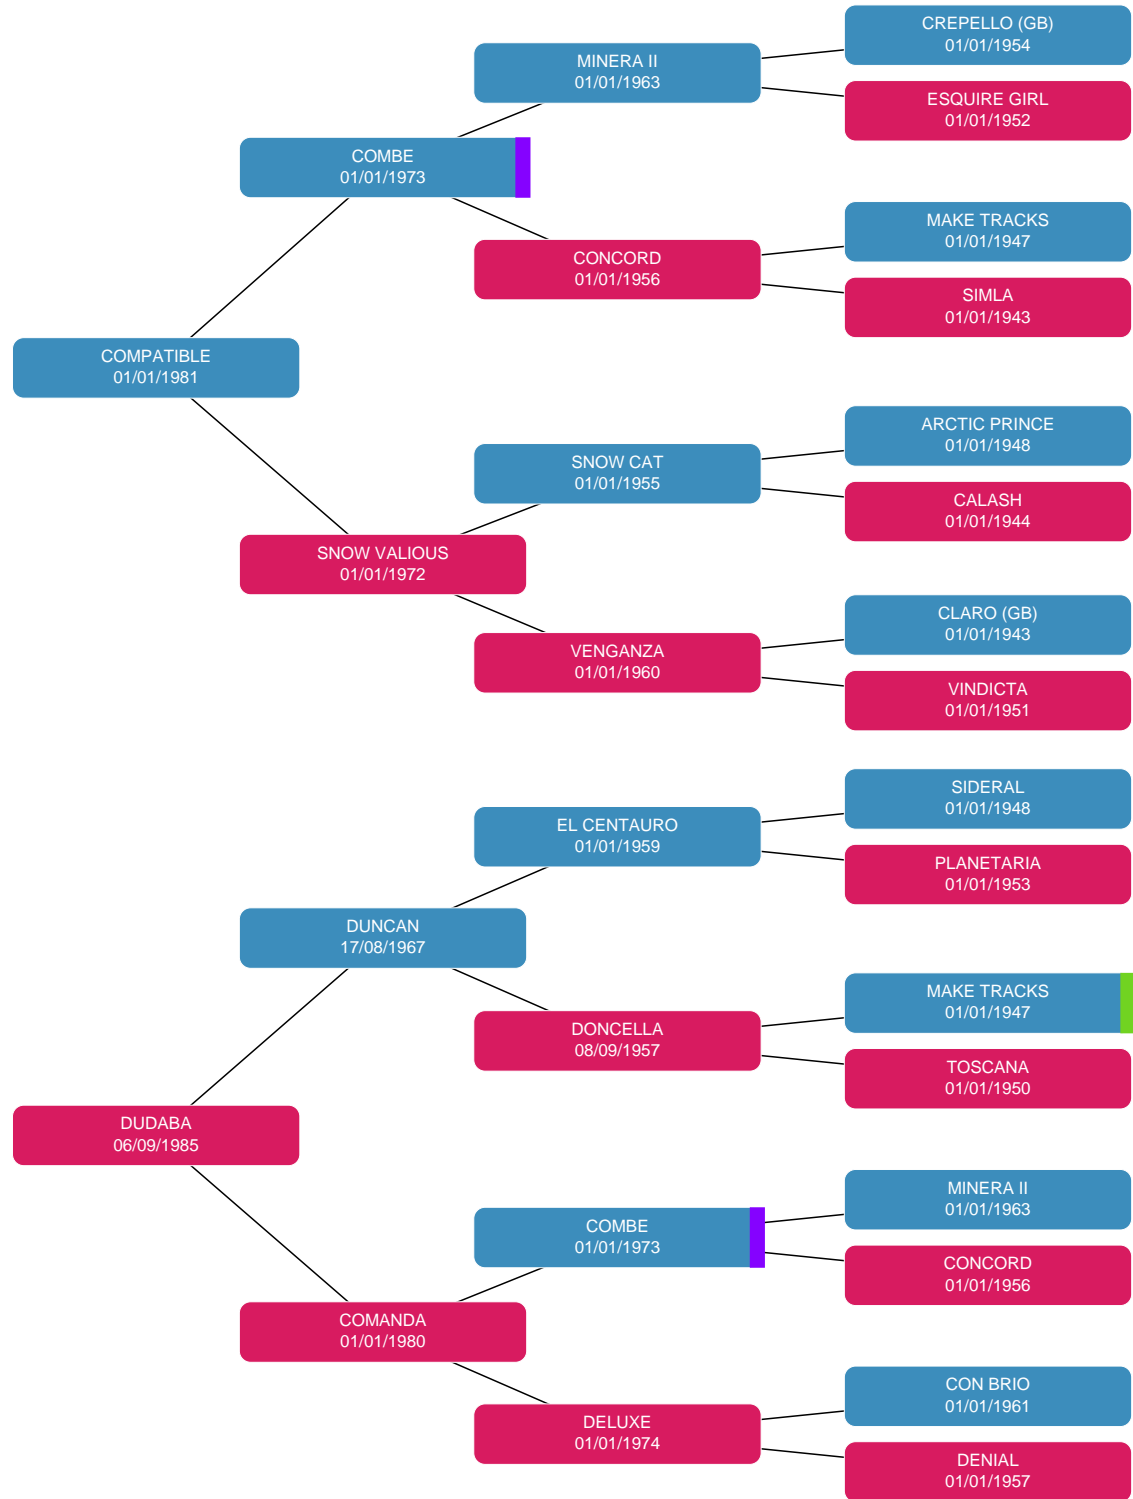 CREPELLO (GB)
01/01/1954
MINERA II
01/01/1963
ESQUIRE GIRL
01/01/1952
COMBE
01/01/1973
MAKE TRACKS
01/01/1947
CONCORD
01/01/1956
SIMLA
01/01/1943
COMPATIBLE
01/01/1981
ARCTIC PRINCE
01/01/1948
SNOW CAT
01/01/1955
CALASH
01/01/1944
SNOW VALIOUS
01/01/1972
CLARO (GB)
01/01/1943
VENGANZA
01/01/1960
VINDICTA
01/01/1951
SIDERAL
01/01/1948
EL CENTAURO
01/01/1959
PLANETARIA
01/01/1953
DUNCAN
17/08/1967
MAKE TRACKS
01/01/1947
DONCELLA
08/09/1957
TOSCANA
01/01/1950
DUDABA
06/09/1985
MINERA II
01/01/1963
COMBE
01/01/1973
CONCORD
01/01/1956
COMANDA
01/01/1980
CON BRIO
01/01/1961
DELUXE
01/01/1974
DENIAL
01/01/1957